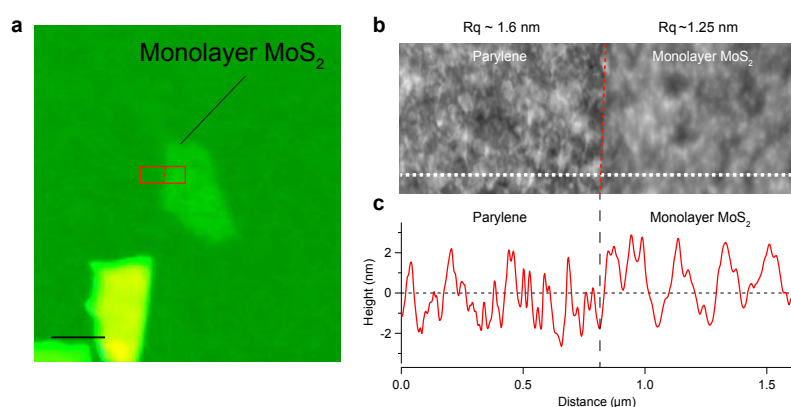 a
Monolayer MoS₂
b
Rq ~ 1.6 nm
Rq ~1.25 nm
Parylene
Monolayer MoS₂
c
Parylene
Monolayer MoS₂
Height (nm)
2
0
-2
0.0
0.5
1.0
1.5
Distance (µm)